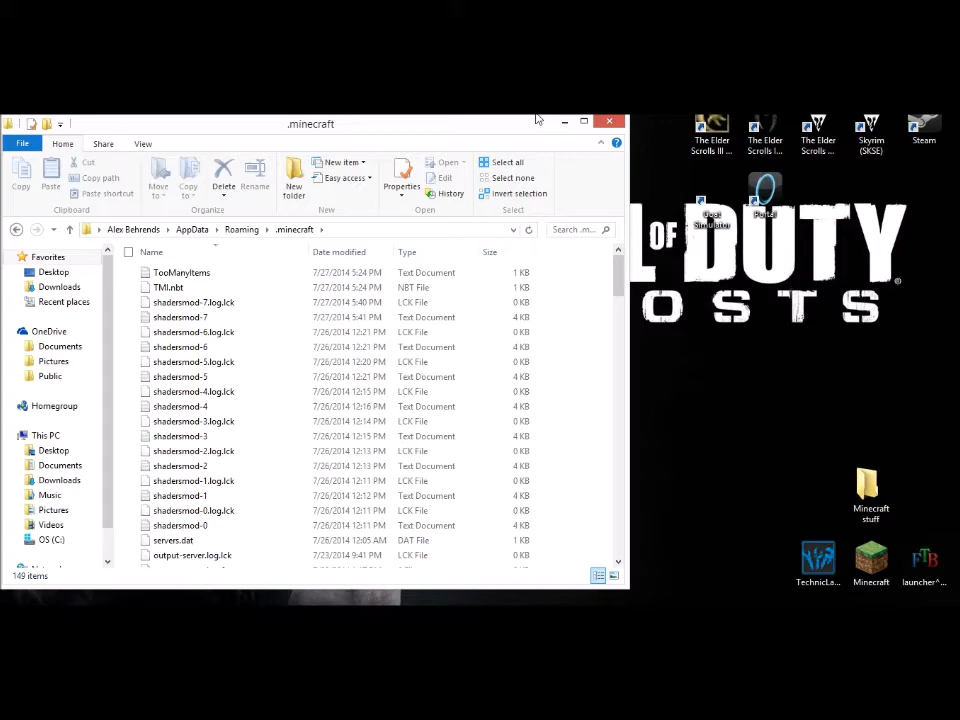 .minecraft
File Home Share View
Copy
Paste
Cut
Copy path
Paste shortcut
Clipboard
Move to
Copy to
Delete
Rename
Organize
New folder
New item
Easy access
New
Properties
Open
Edit
History
Open
Select all
Select none
Invert selection
Select
Alex Behrends AppData Roaming .minecraft
Search .m...
Favorites
Desktop
Downloads
Recent places
OneDrive
Documents
Pictures
Public
Homegroup
This PC
Desktop
Documents
Downloads
Music
Pictures
Videos
OS (C:)
Name Date modified Type Size
TooManyItems 7/27/2014 5:24 PM Text Document 1 KB
TMI.nbt 7/27/2014 5:24 PM NBT File 1 KB
shadersmod-7.log.lck 7/27/2014 5:40 PM LCK File 0 KB
shadersmod-7 7/27/2014 5:41 PM Text Document 4 KB
shadersmod-6.log.lck 7/26/2014 12:21 PM LCK File 0 KB
shadersmod-6 7/26/2014 12:21 PM Text Document 4 KB
shadersmod-5.log.lck 7/26/2014 12:20 PM LCK File 0 KB
shadersmod-5 7/26/2014 12:21 PM Text Document 4 KB
shadersmod-4.log.lck 7/26/2014 12:15 PM LCK File 0 KB
shadersmod-4 7/26/2014 12:16 PM Text Document 4 KB
shadersmod-3.log.lck 7/26/2014 12:14 PM LCK File 0 KB
shadersmod-3 7/26/2014 12:15 PM Text Document 4 KB
shadersmod-2.log.lck 7/26/2014 12:13 PM LCK File 0 KB
shadersmod-2 7/26/2014 12:13 PM Text Document 4 KB
shadersmod-1.log.lck 7/26/2014 12:11 PM LCK File 0 KB
shadersmod-1 7/26/2014 12:12 PM Text Document 4 KB
shadersmod-0.log.lck 7/26/2014 12:11 PM LCK File 0 KB
shadersmod-0 7/26/2014 12:11 PM Text Document 4 KB
servers.dat 7/26/2014 12:05 AM DAT File 1 KB
output-server.log.lck 7/23/2014 9:41 PM LCK File 0 KB
149 items
The Elder Scrolls III ...
The Elder Scrolls I...
The Elder Scrolls ...
Skyrim (SKSE)
Steam
Goat Simulator
Portal
L OF DUTY®
OSTS
Minecraft stuff
TechnicLa...
Minecraft
FTB
launcher^...